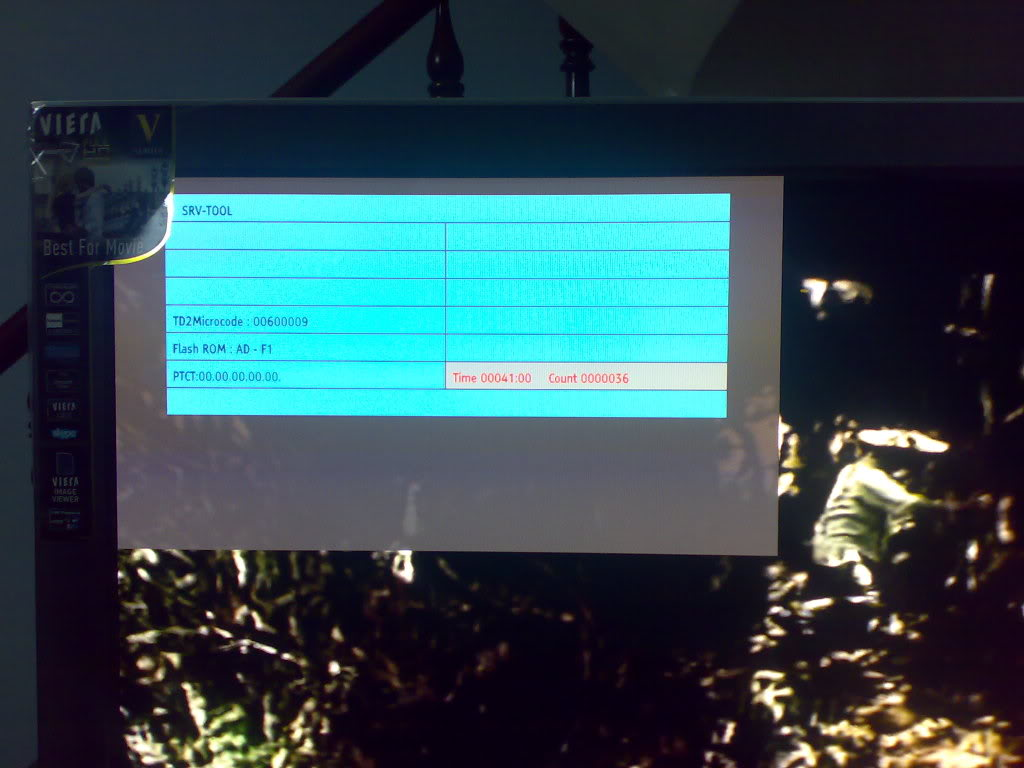 VIERA
V
SRV-TOOL
Best For Movie
TD2Microcode : 00600009
Flash ROM : AD - F1
PTCT:00.00.00.00.00.
Time 00041:00 Count 0000036
VIERA
skype
VIERA
IMAGE
VIEWER